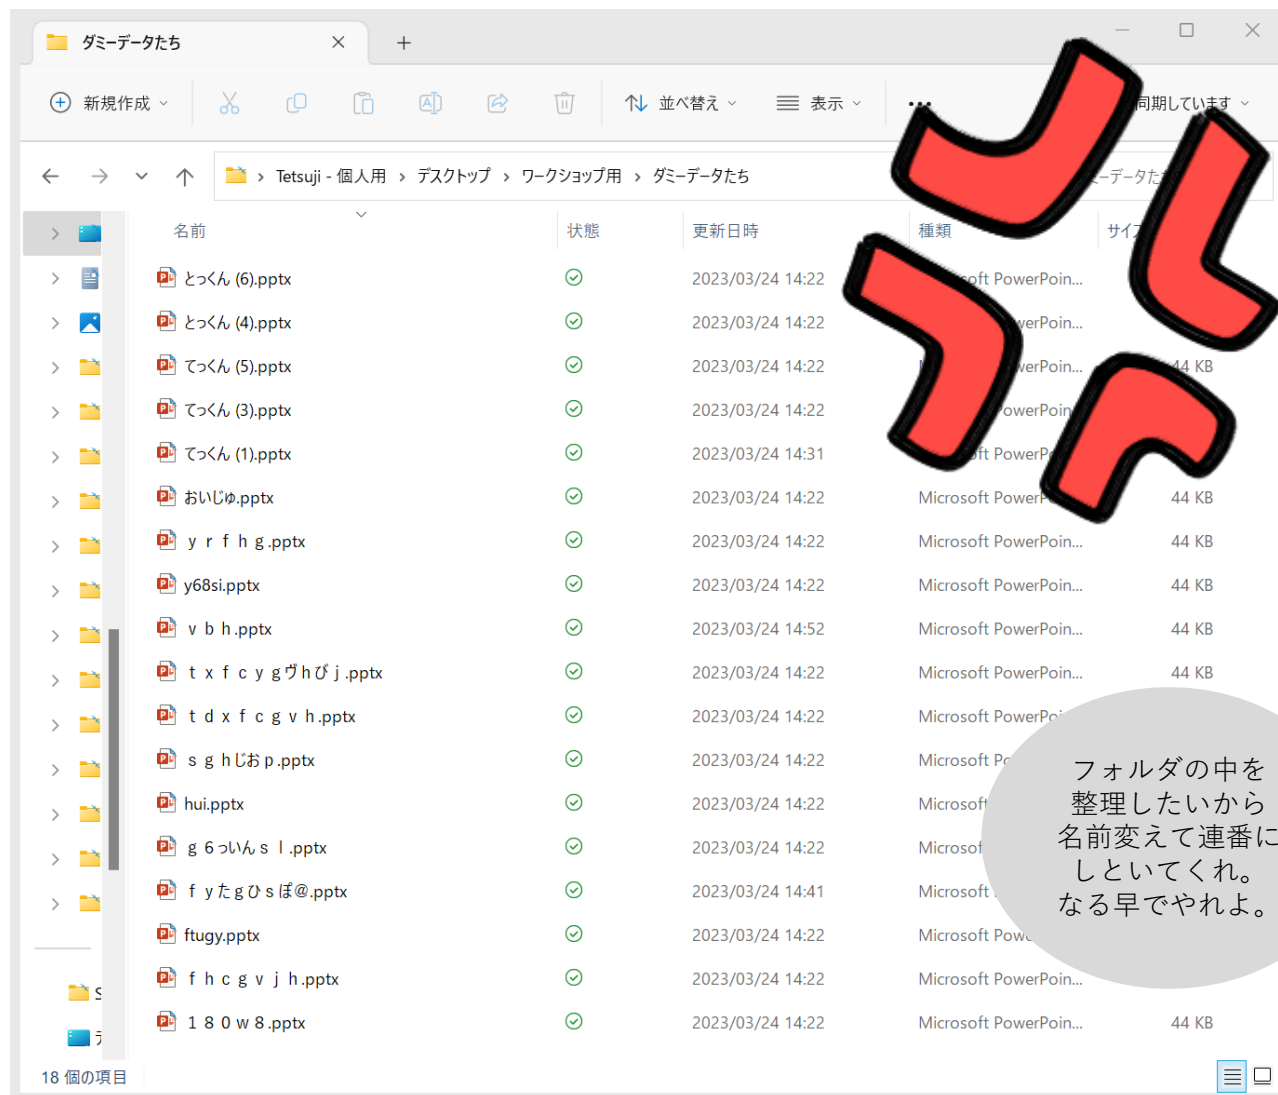 ダミーデータたち
新規作成
並べ替え
表示
同期しています
Tetsuji - 個人用 > デスクトップ > ワークショップ用 > ダミーデータたち
名前 状態 更新日時 種類
とっくん (6).pptx 2023/03/24 14:22
とっくん (4).pptx 2023/03/24 14:22
てっくん (5).pptx 2023/03/24 14:22 44 KB
てっくん (3).pptx 2023/03/24 14:22
てっくん (1).pptx 2023/03/24 14:31
おいじゅ.pptx 2023/03/24 14:22 Microsoft 44 KB
ｙｒｆｈｇ.pptx 2023/03/24 14:22 Microsoft PowerPoin... 44 KB
y68si.pptx 2023/03/24 14:22 Microsoft PowerPoin... 44 KB
ｖｂｈ.pptx 2023/03/24 14:52 Microsoft PowerPoin... 44 KB
ｔｘｆｃｙｇヴｈびｊ.pptx 2023/03/24 14:22 Microsoft PowerPoin... 44 KB
ｔｄｘｆｃｇｖｈ.pptx 2023/03/24 14:22 Microsoft
ｓｇｈじおｐ.pptx 2023/03/24 14:22 Microsoft
hui.pptx 2023/03/24 14:22 Microsoft
ｇ６っいんｓｌ.pptx 2023/03/24 14:22
ｆｙたｇひｓぽ＠.pptx 2023/03/24 14:41 Microsoft
ftugy.pptx 2023/03/24 14:22 Microsoft
ｆｈｃｇｖｊｈ.pptx 2023/03/24 14:22 Microsoft PowerPoin...
１８０ｗ８.pptx 2023/03/24 14:22 Microsoft PowerPoin... 44 KB
フォルダの中を
整理したいから
名前変えて連番に
しといてくれ。
なる早でやれよ。
18 個の項目